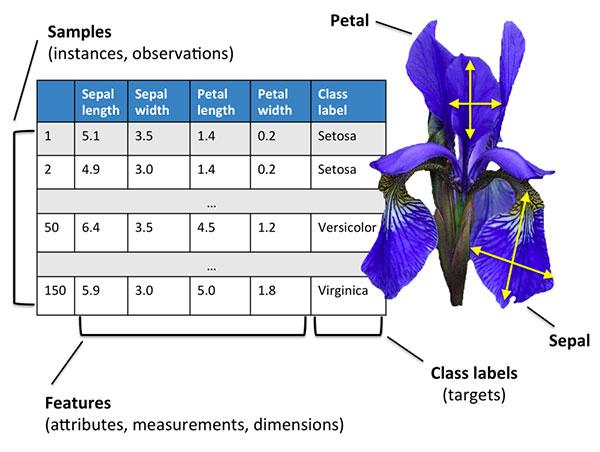 Samples
(instances, observations)
Petal
Sepal length Sepal width Petal length Petal width Class label
1 5.1 3.5 1.4 0.2 Setosa
2 4.9 3.0 1.4 0.2 Setosa
...
50 6.4 3.5 4.5 1.2 Versicolor
...
150 5.9 3.0 5.0 1.8 Virginica
Sepal
Class labels
(targets)
Features
(attributes, measurements, dimensions)